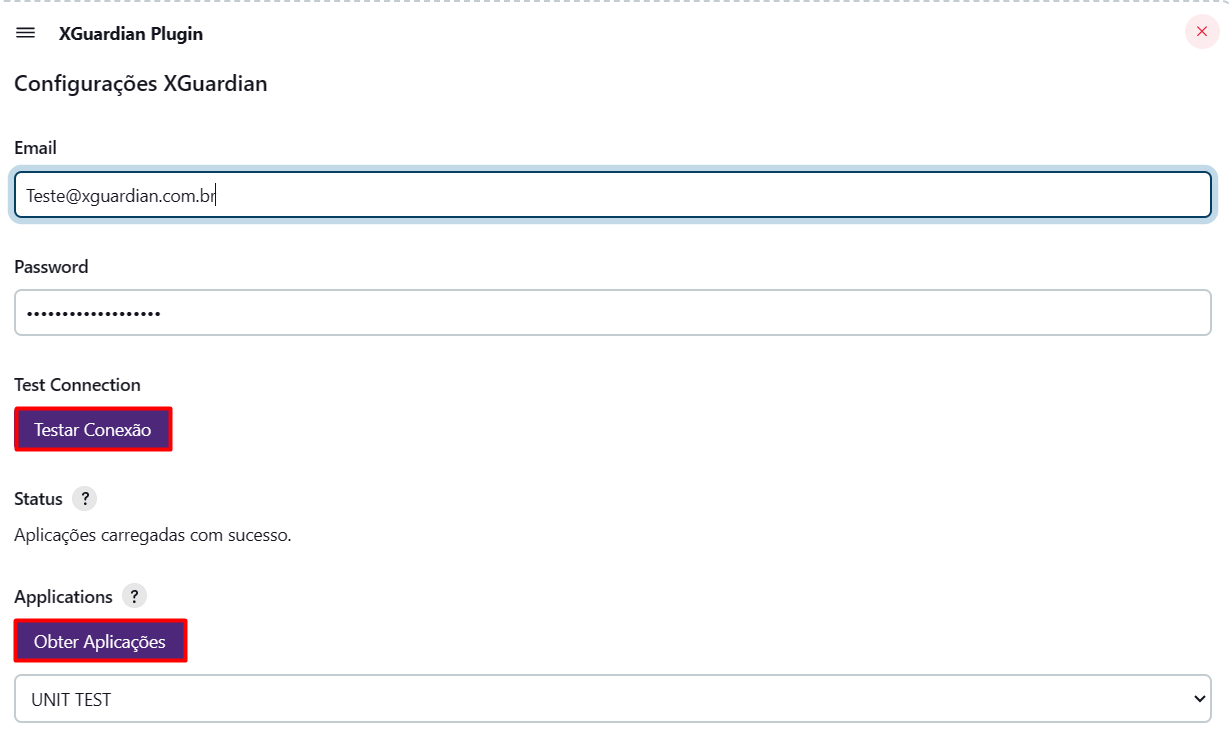 XGuardian Plugin
Configurações XGuardian
Email
Teste@xguardian.com.br
Password
•••••••••••••••••••
Test Connection
Testar Conexão
Status ?
Aplicações carregadas com sucesso.
Applications ?
Obter Aplicações
UNIT TEST